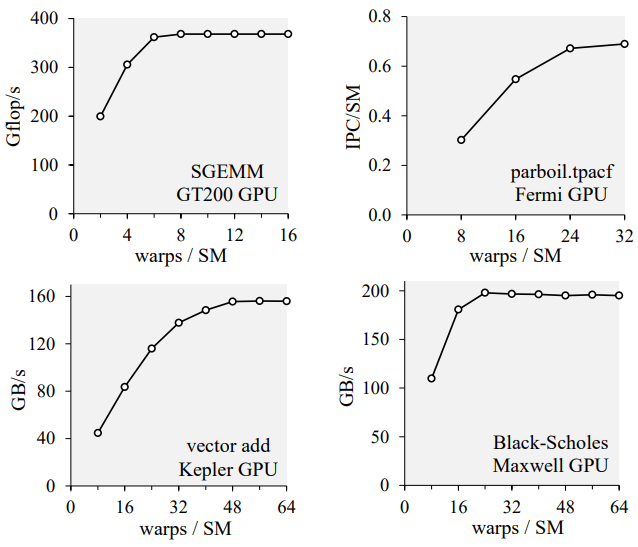 400
300
200
100
0
Gflop/s
SGEMM
GT200 GPU
0 4 8 12 16
warps / SM
0.8
0.6
0.4
0.2
0.0
IPC/SM
parboil.tpacf
Fermi GPU
0 8 16 24 32
warps / SM
160
120
80
40
0
GB/s
vector add
Kepler GPU
0 16 32 48 64
warps / SM
200
150
100
50
0
GB/s
Black-Scholes
Maxwell GPU
0 16 32 48 64
warps / SM